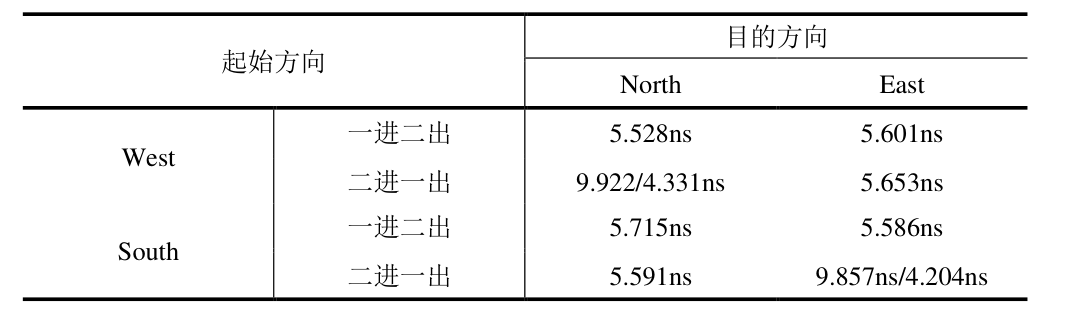 起始方向 目的方向
North East
West 一进二出 5.528ns 5.601ns
二进一出 9.922/4.331ns 5.653ns
South 一进二出 5.715ns 5.586ns
二进一出 5.591ns 9.857ns/4.204ns